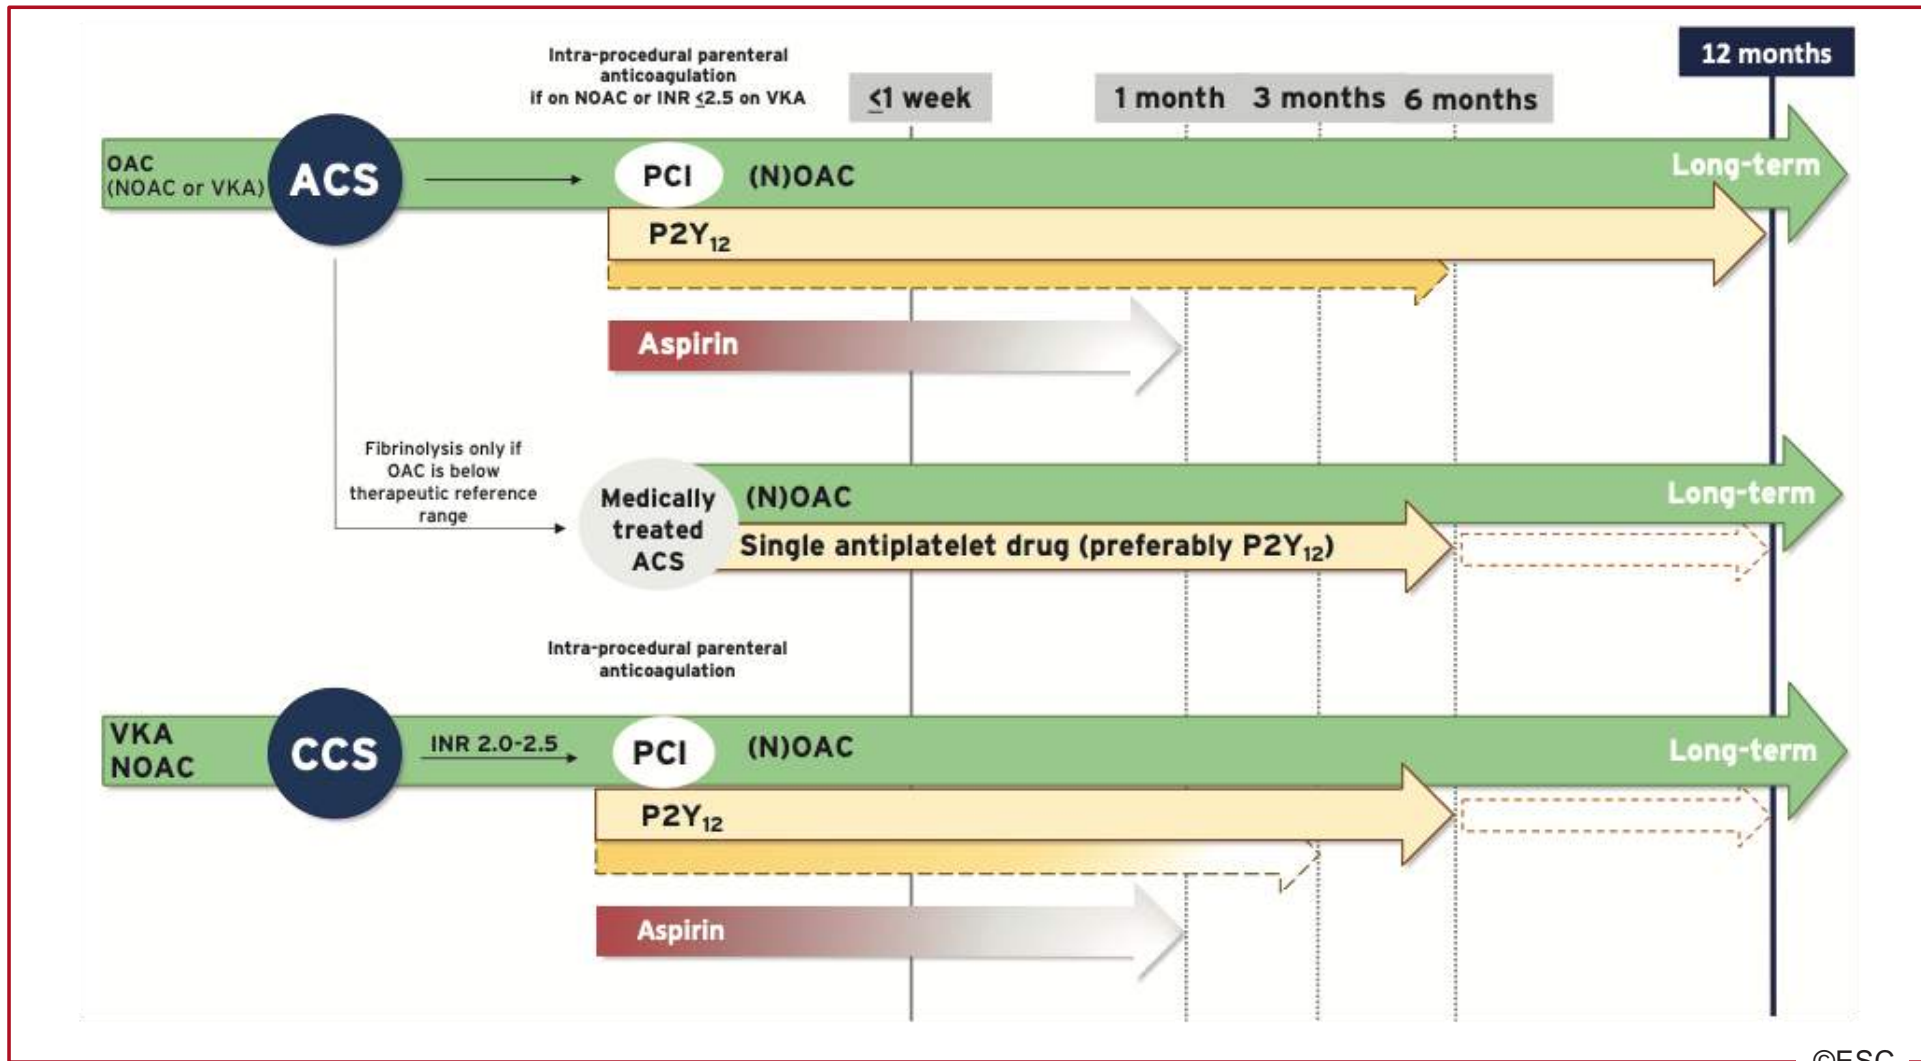 Intra-procedural parenteral
anticoagulation
if on NOAC or INR ≤2.5 on VKA
≤1 week
1 month
3 months
6 months
12 months
OAC
(NOAC or VKA)
ACS
PCI
(N)OAC
Long-term
P2Y₁₂
Aspirin
Fibrinolysis only if
OAC is below
therapeutic reference
range
Medically
treated
ACS
(N)OAC
Long-term
Single antiplatelet drug (preferably P2Y₁₂)
Intra-procedural parenteral
anticoagulation
VKA
NOAC
CCS
INR 2.0-2.5
PCI
(N)OAC
Long-term
P2Y₁₂
Aspirin
©ESC